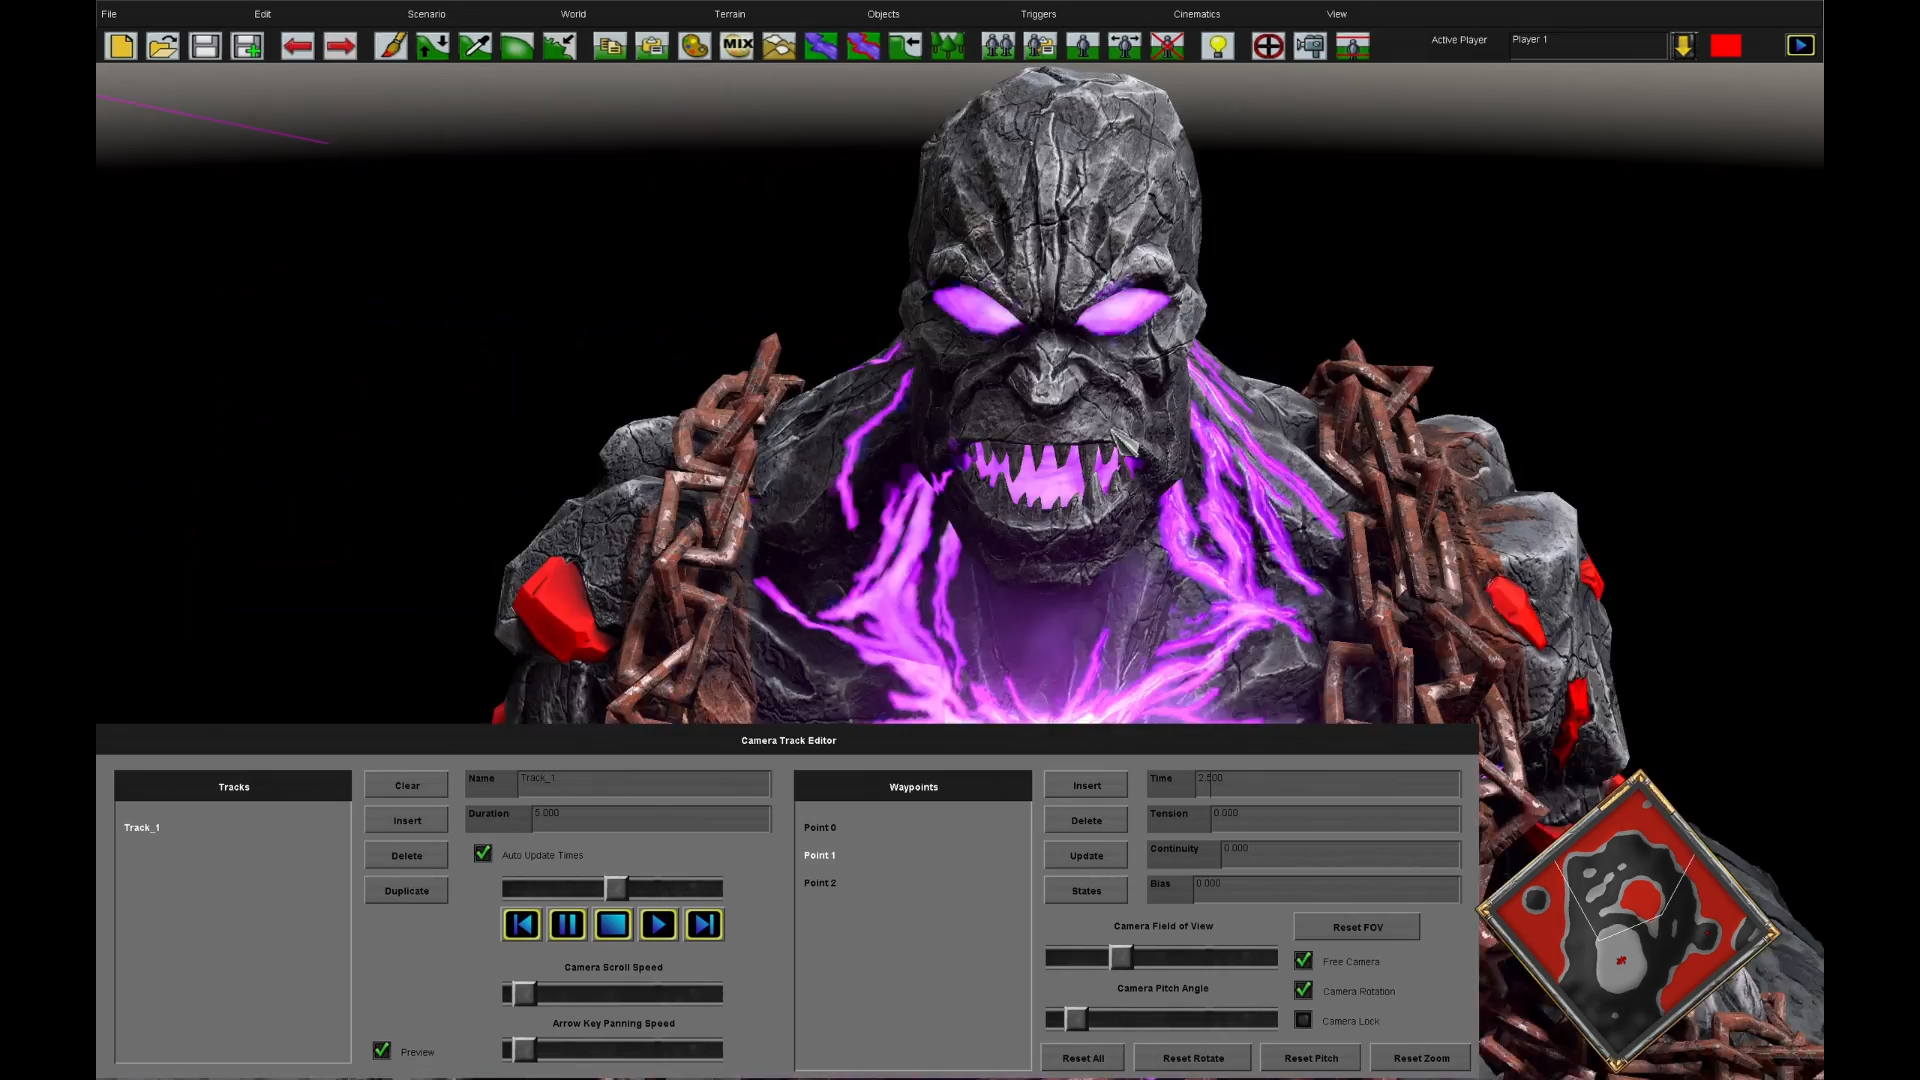 File Edit Scenario World Terrain Objects Triggers Cinematics View
MIX
Active Player Player 1
Camera Track Editor
Tracks
Track_1
Clear
Insert
Delete
Duplicate
Preview
Name Track_1
Duration 5.000
Auto Update Times
Camera Scroll Speed
Arrow Key Panning Speed
Waypoints
Point 0
Point 1
Point 2
Insert
Delete
Update
States
Time 2.500
Tension 0.000
Continuity 0.000
Bias 0.000
Camera Field of View
Reset FOV
Free Camera
Camera Pitch Angle
Camera Rotation
Camera Lock
Reset All
Reset Rotate
Reset Pitch
Reset Zoom